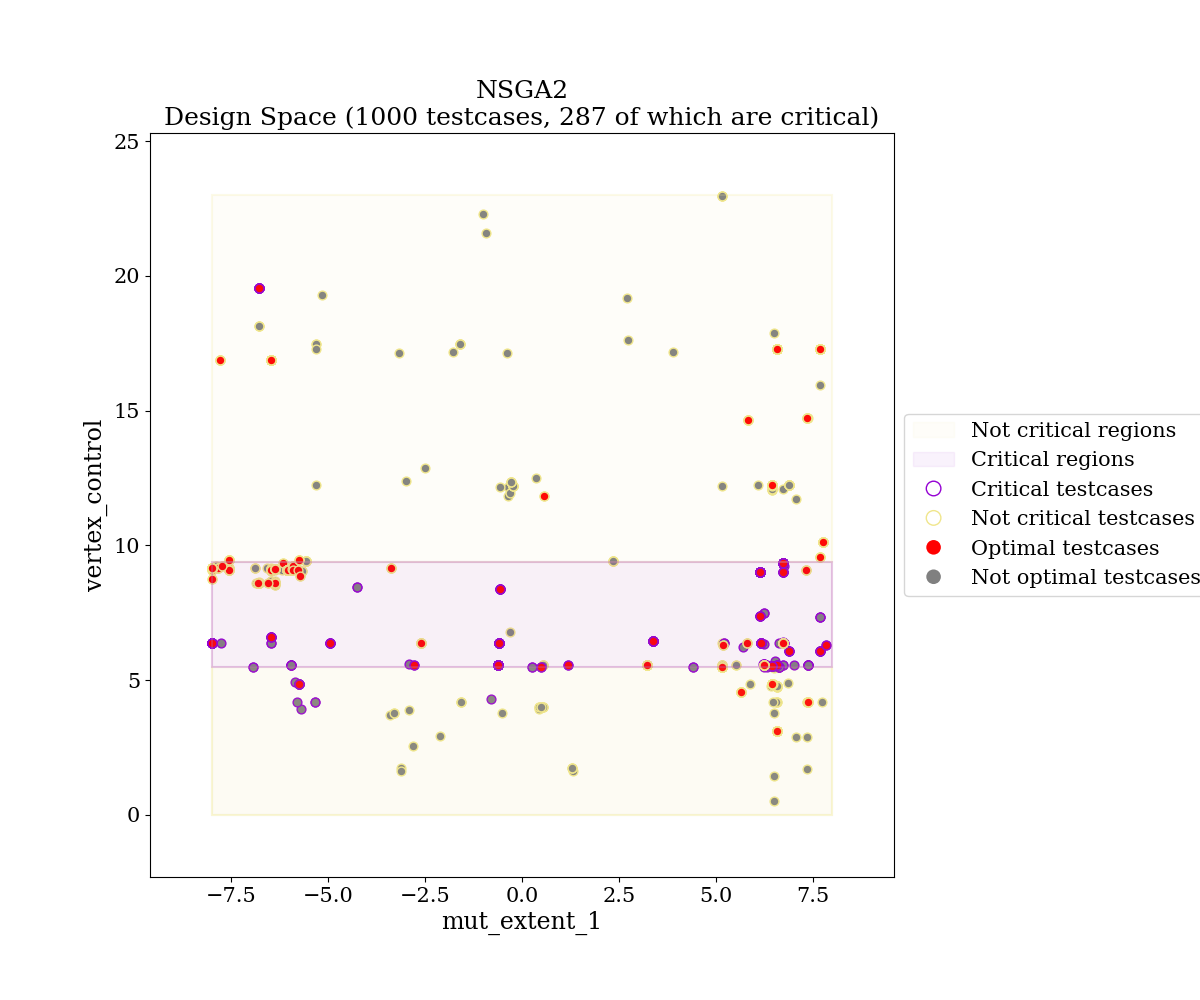 NSGA2
Design Space (1000 testcases, 287 of which are critical)
25
20
15
10
5
0
vertex_control
−7.5
−5.0
−2.5
0.0
2.5
5.0
7.5
mut_extent_1
Not critical regions
Critical regions
Critical testcases
Not critical testcases
Optimal testcases
Not optimal testcases